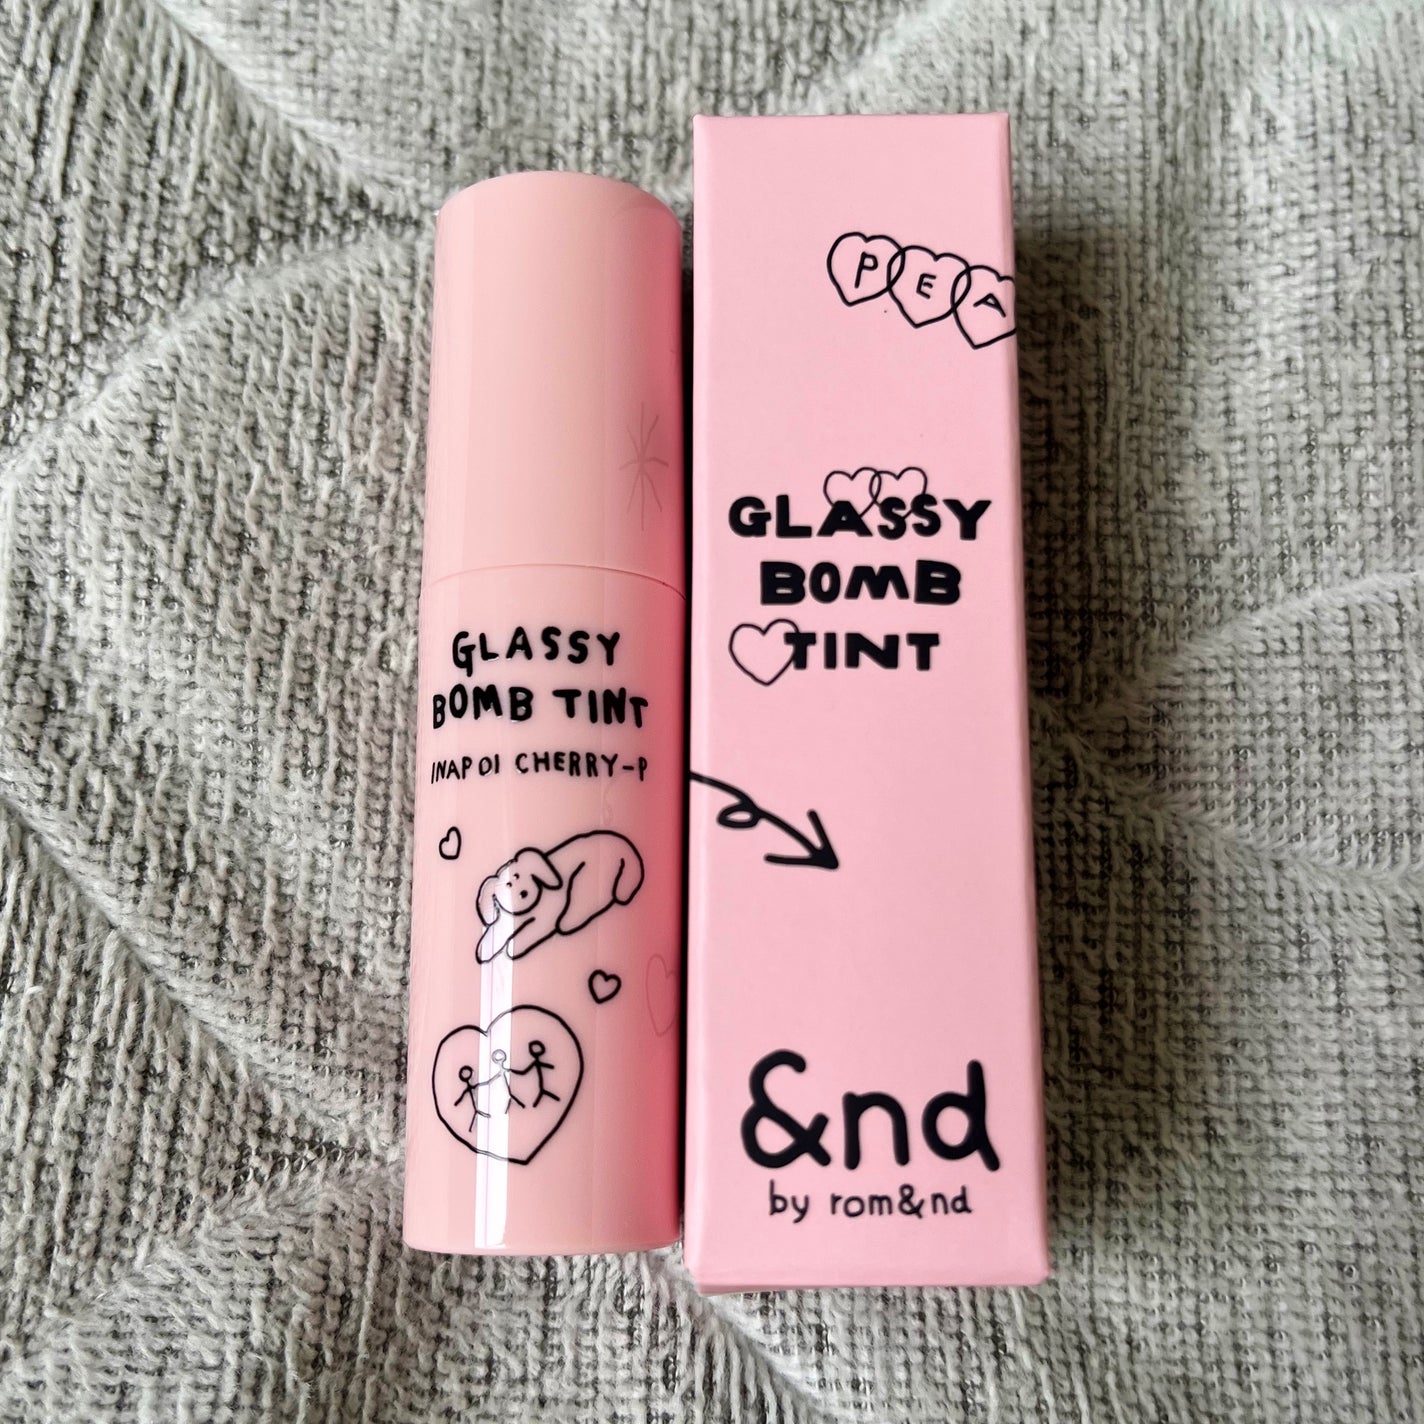 GLASSY
BOMB TINT
INAP 01 CHERRY-P
PEA
GLASSY
BOMB
TINT
&nd
by rom&nd